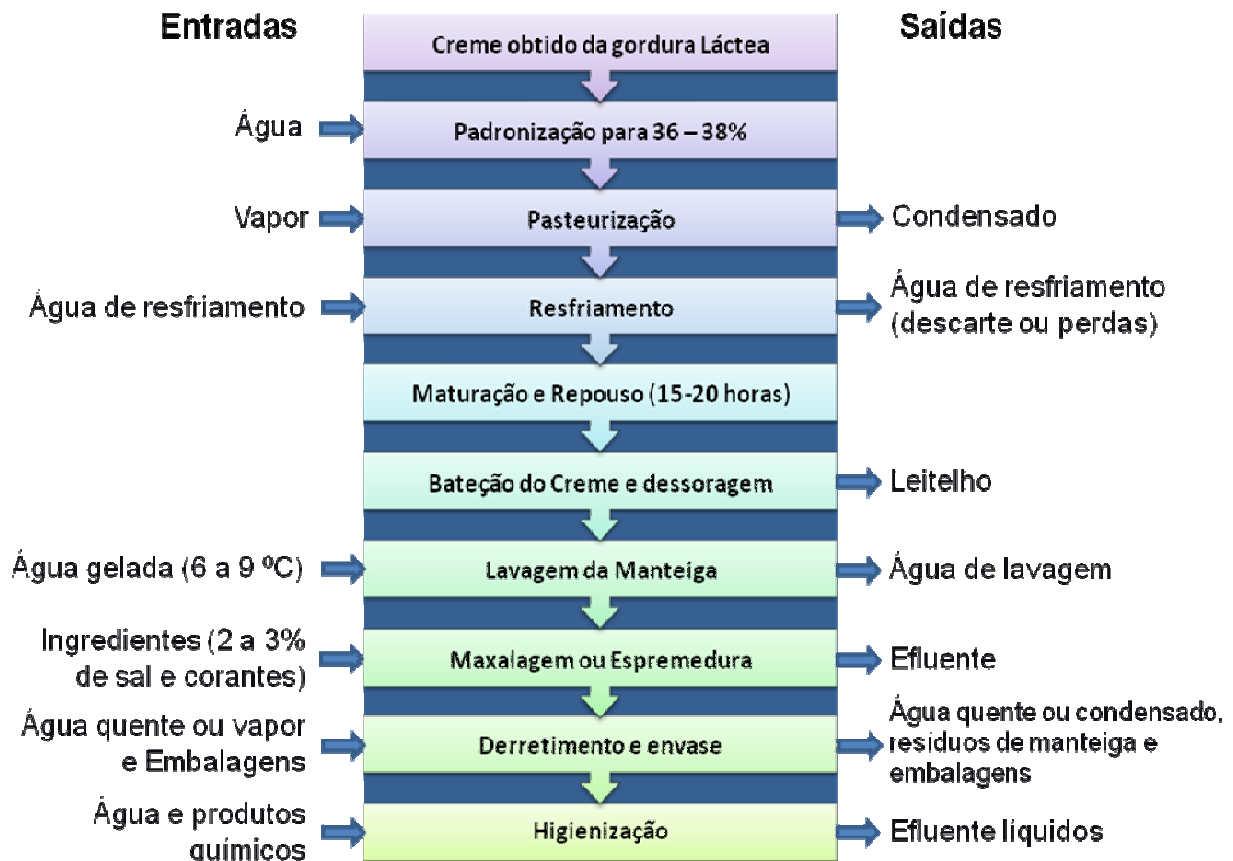 Entradas
Saídas
Creme obtido da gordura Láctea
Água
Padronização para 36 – 38%
Vapor
Pasteurização
Condensado
Água de resfriamento
Resfriamento
Água de resfriamento
(descarte ou perdas)
Maturação e Repouso (15-20 horas)
Bateção do Creme e dessoragem
Leitelho
Água gelada (6 a 9 ºC)
Lavagem da Manteiga
Água de lavagem
Ingredientes (2 a 3%
de sal e corantes)
Maxalagem ou Espremedura
Efluente
Água quente ou vapor
e Embalagens
Derretimento e envase
Água quente ou condensado,
resíduos de manteiga e
embalagens
Água e produtos
químicos
Higienização
Efluente líquidos